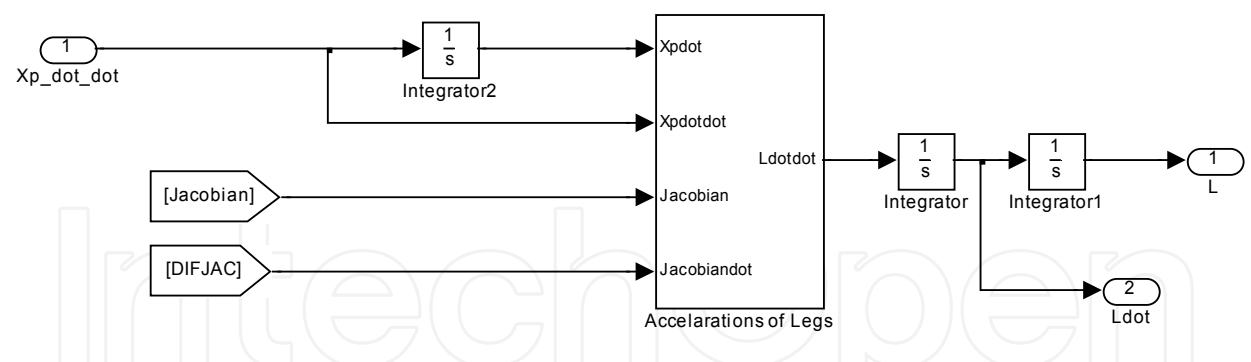 1
Xp_dot_dot
1
s
Integrator2
Xpdot
Xpdotdot
[Jacobian]
Jacobian
[DIFJAC]
Jacobiandot
Ldotdot
Accelarations of Legs
1
s
Integrator
1
s
Integrator1
1
L
2
Ldot
IntechOpen